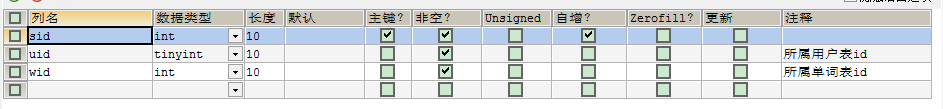 列名 数据类型 长度 默认 主键? 非空? Unsigned 自增? Zerofill? 更新 注释
sid int 10
uid tinyint 10 所属用户表id
wid int 10 所属单词表id